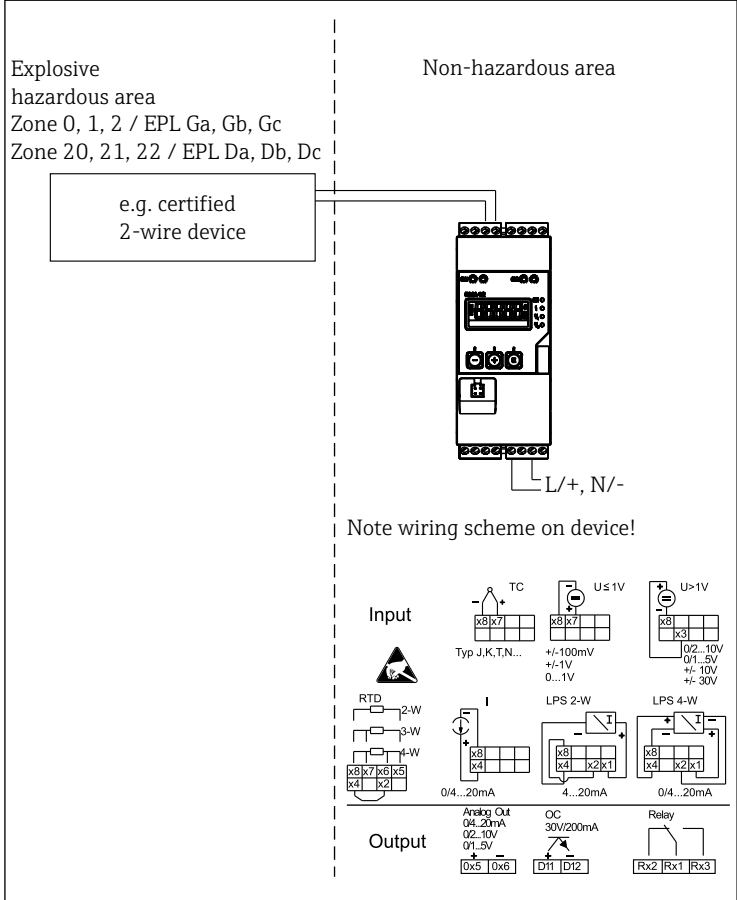 Explosive
hazardous area
Zone 0, 1, 2 / EPL Ga, Gb, Gc
Zone 20, 21, 22 / EPL Da, Db, Dc
Non-hazardous area
e.g. certified
2-wire device
L/+, N/-
Note wiring scheme on device!
Input
TC
- +
x8 x7
Typ J,K,T,N...
U≤1V
-
+
x8 x7
+/-100mV
+/-1V
0...1V
U>1V
+
-
x8
x3
0/2...10V
0/1...5V
+/- 10V
+/- 30V
RTD
2-W
3-W
4-W
x8 x7 x6 x5
x4 x2
I
-
+
x8
x4
0/4...20mA
LPS 2-W
I
- +
x8
x4 x2 x1
4...20mA
LPS 4-W
+ I -
- +
x8
x4 x2 x1
0/4...20mA
Output
Analog Out
0/4...20mA
0/2...10V
0/1...5V
+ -
0x5 0x6
OC
30V/200mA
+ -
D11 D12
Relay
Rx2 Rx1 Rx3